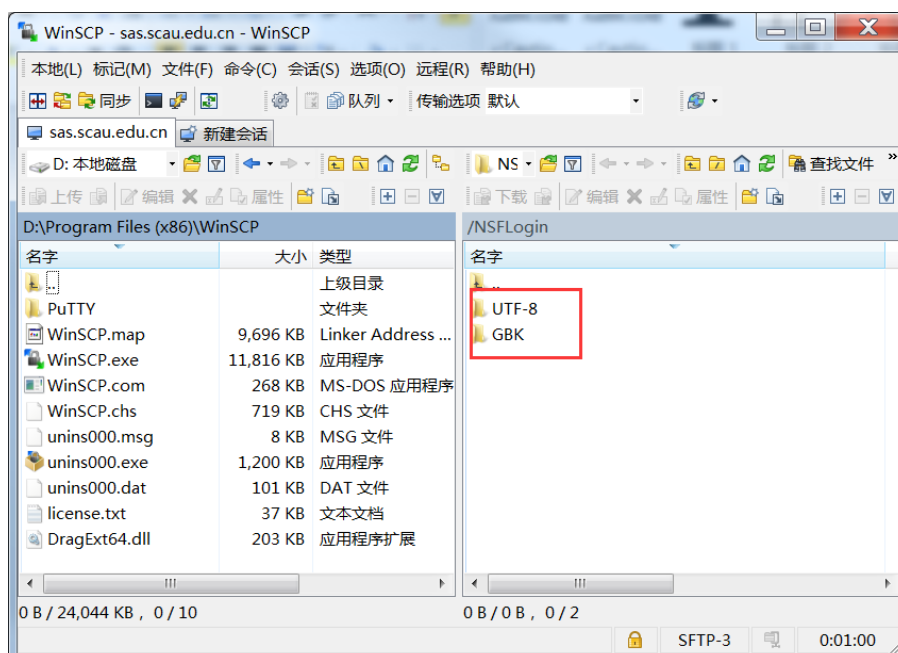 WinSCP - sas.scau.edu.cn - WinSCP
本地(L) 标记(M) 文件(F) 命令(C) 会话(S) 选项(O) 远程(R) 帮助(H)
同步 队列 传输选项 默认
sas.scau.edu.cn 新建会话
D: 本地磁盘 NS 查找文件 »
上传 编辑 属性 下载 编辑 属性
D:\Program Files (x86)\WinSCP /NSFLogin
名字 大小 类型 名字
.. 上级目录 ..
PuTTY 文件夹 UTF-8
WinSCP.map 9,696 KB Linker Address ... GBK
WinSCP.exe 11,816 KB 应用程序
WinSCP.com 268 KB MS-DOS 应用程序
WinSCP.chs 719 KB CHS 文件
unins000.msg 8 KB MSG 文件
unins000.exe 1,200 KB 应用程序
unins000.dat 101 KB DAT 文件
license.txt 37 KB 文本文档
DragExt64.dll 203 KB 应用程序扩展
0 B / 24,044 KB , 0 / 10 0 B / 0 B , 0 / 2
SFTP-3 0:01:00